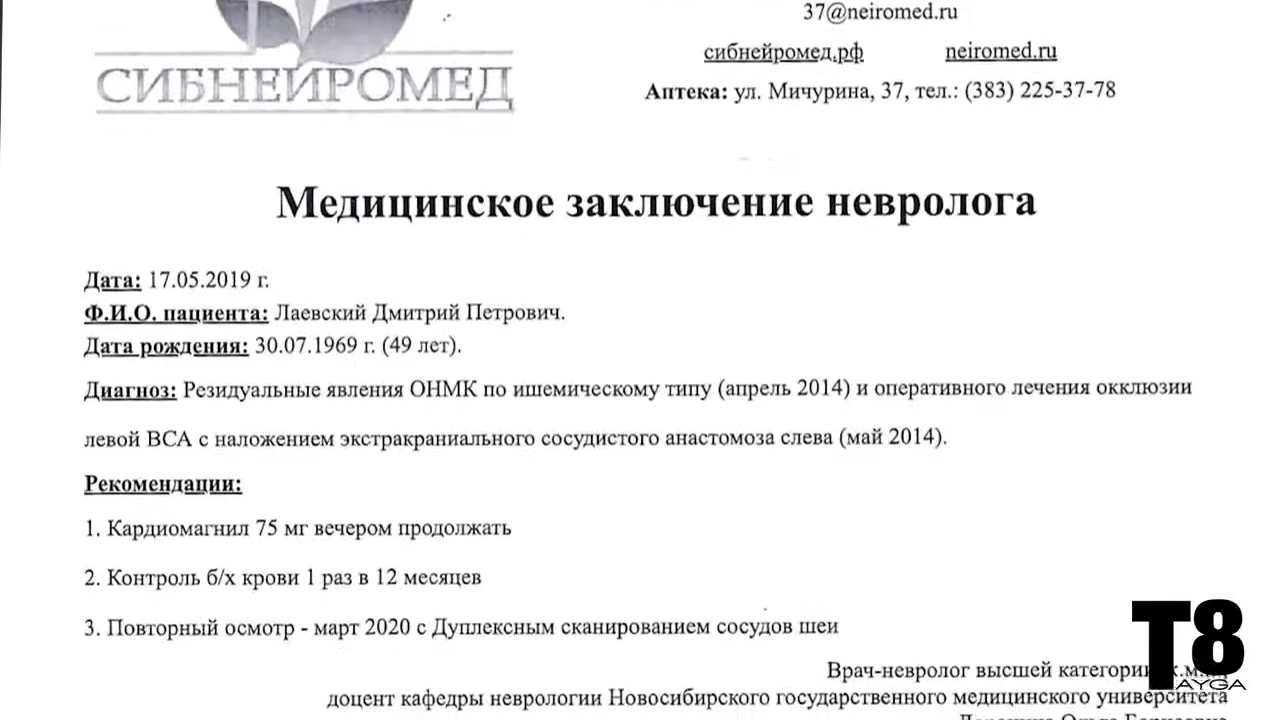 37@neiromed.ru
сибнейромед.рф neiromed.ru
СИБНЕЙРОМЕД
Аптека: ул. Мичурина, 37, тел.: (383) 225-37-78
Медицинское заключение невролога
Дата: 17.05.2019 г.
Ф.И.О. пациента: Лаевский Дмитрий Петрович.
Дата рождения: 30.07.1969 г. (49 лет).
Диагноз: Резидуальные явления ОНМК по ишемическому типу (апрель 2014) и оперативного лечения окклюзии
левой ВСА с наложением экстракраниального сосудистого анастомоза слева (май 2014).
Рекомендации:
1. Кардиомагнил 75 мг вечером продолжать
2. Контроль б/х крови 1 раз в 12 месяцев
3. Повторный осмотр - март 2020 с Дуплексным сканированием сосудов шеи
Врач-невролог высшей категории
доцент кафедры неврологии Новосибирского государственного медицинского университета
T8
AYGA